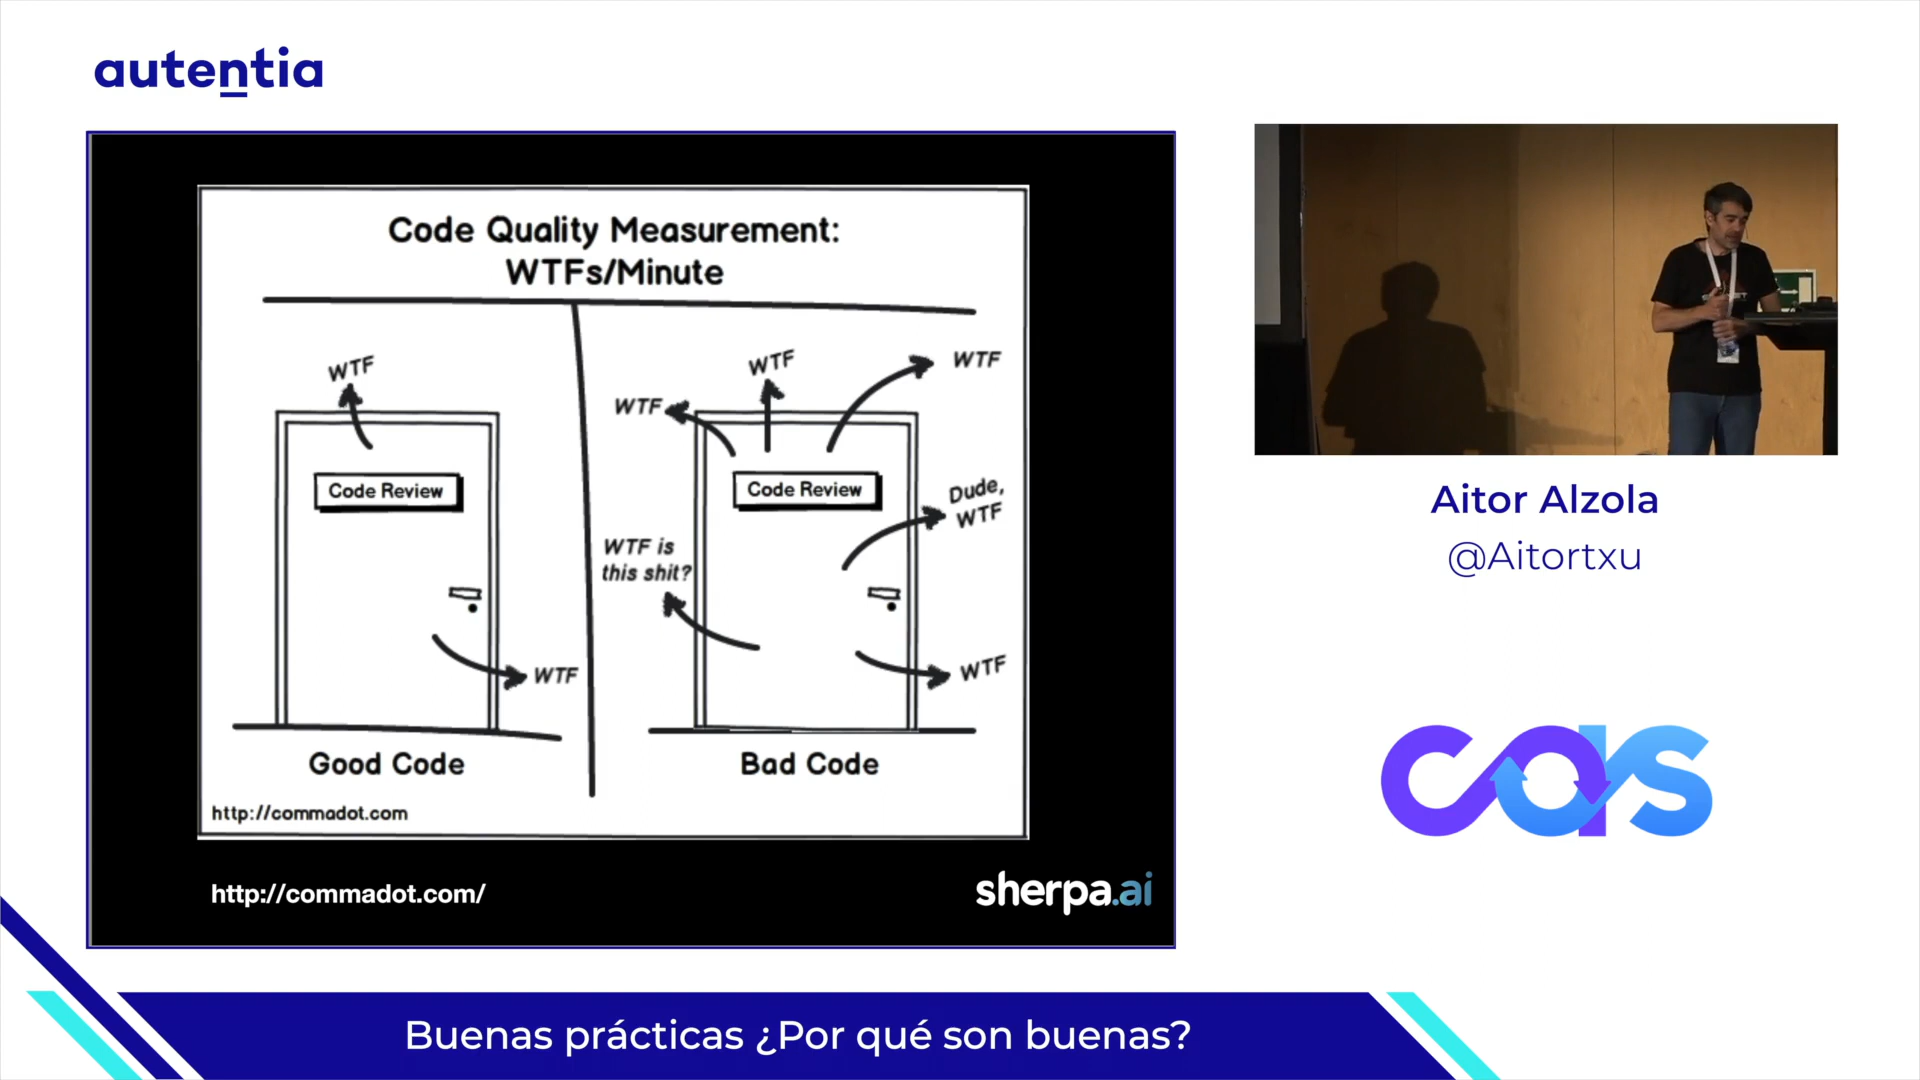 autentia
Code Quality Measurement:
WTFs/Minute
WTF
Code Review
WTF
Good Code
http://commadot.com
WTF
WTF
WTF
Code Review
Dude,
WTF
WTF is
this shit?
WTF
Bad Code
http://commadot.com/
sherpa.ai
Aitor Alzola
@Aitortxu
cas
Buenas prácticas ¿Por qué son buenas?